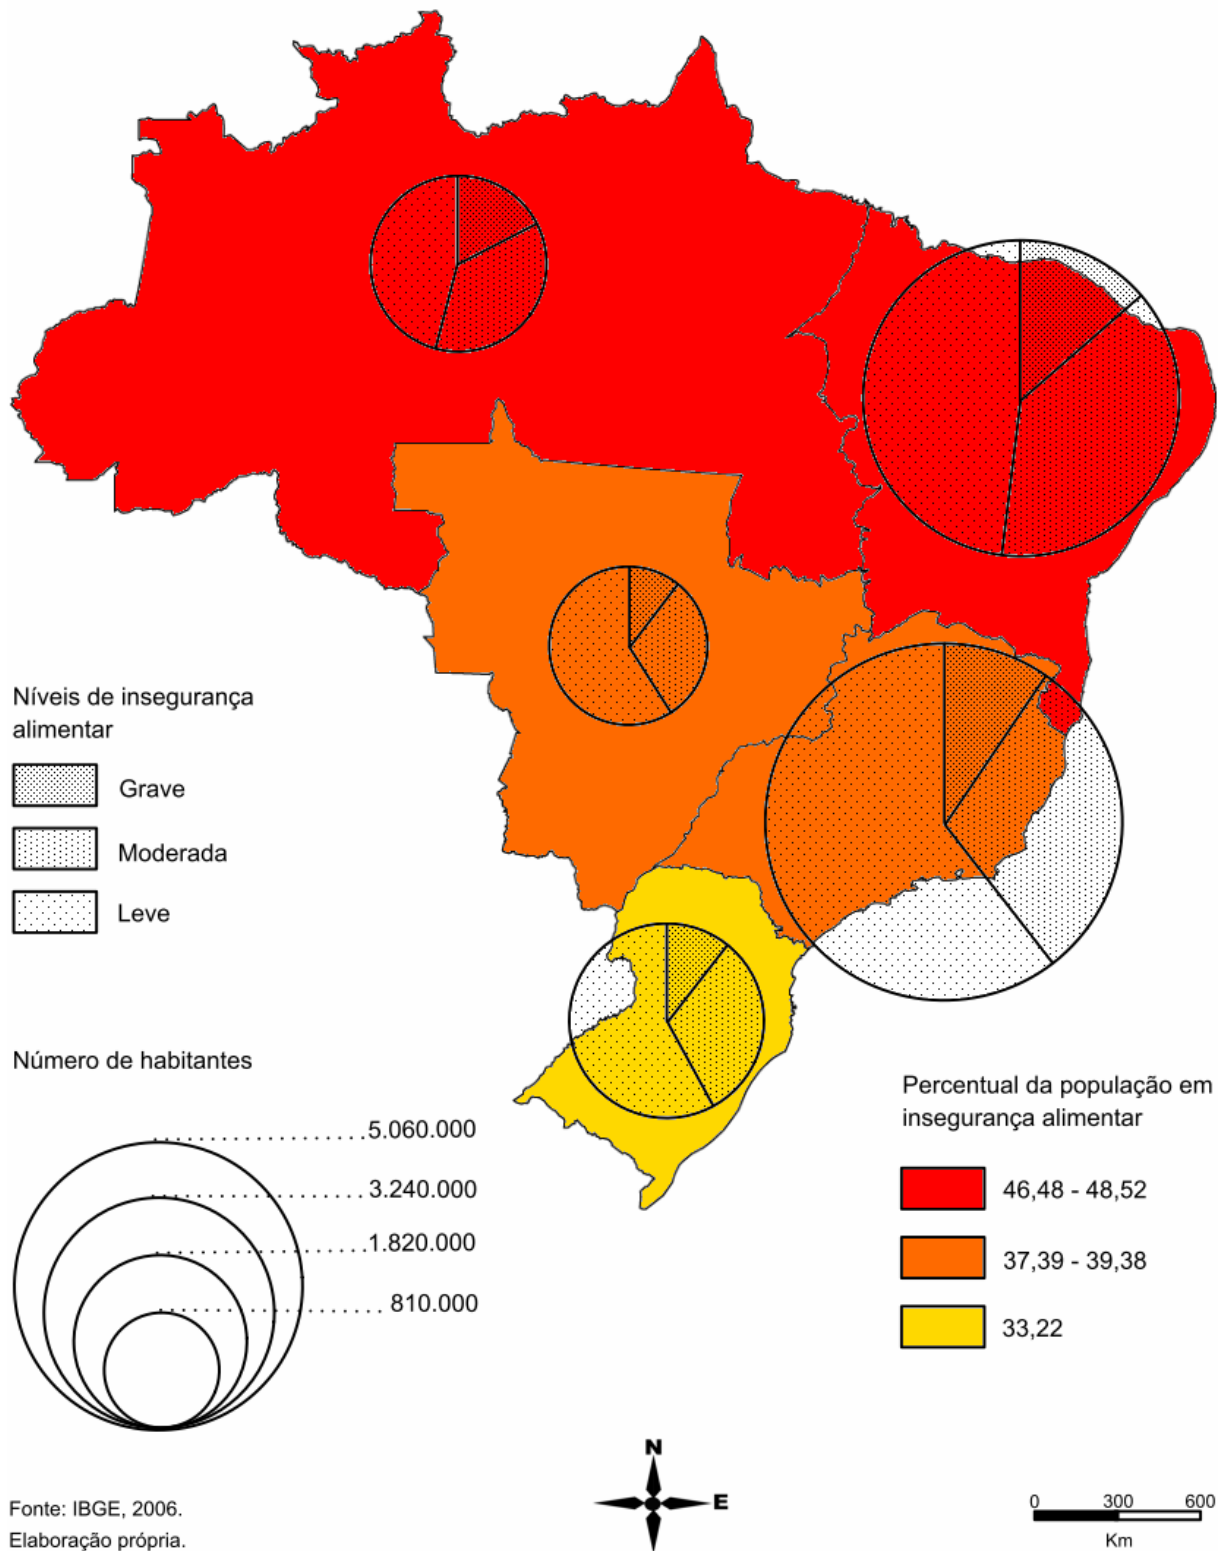 Níveis de insegurança
alimentar
Grave
Moderada
Leve
Número de habitantes
5.060.000
3.240.000
1.820.000
810.000
Percentual da população em
insegurança alimentar
46,48 - 48,52
37,39 - 39,38
33,22
Fonte: IBGE, 2006.
Elaboração própria.
N
E
0 300 600
Km